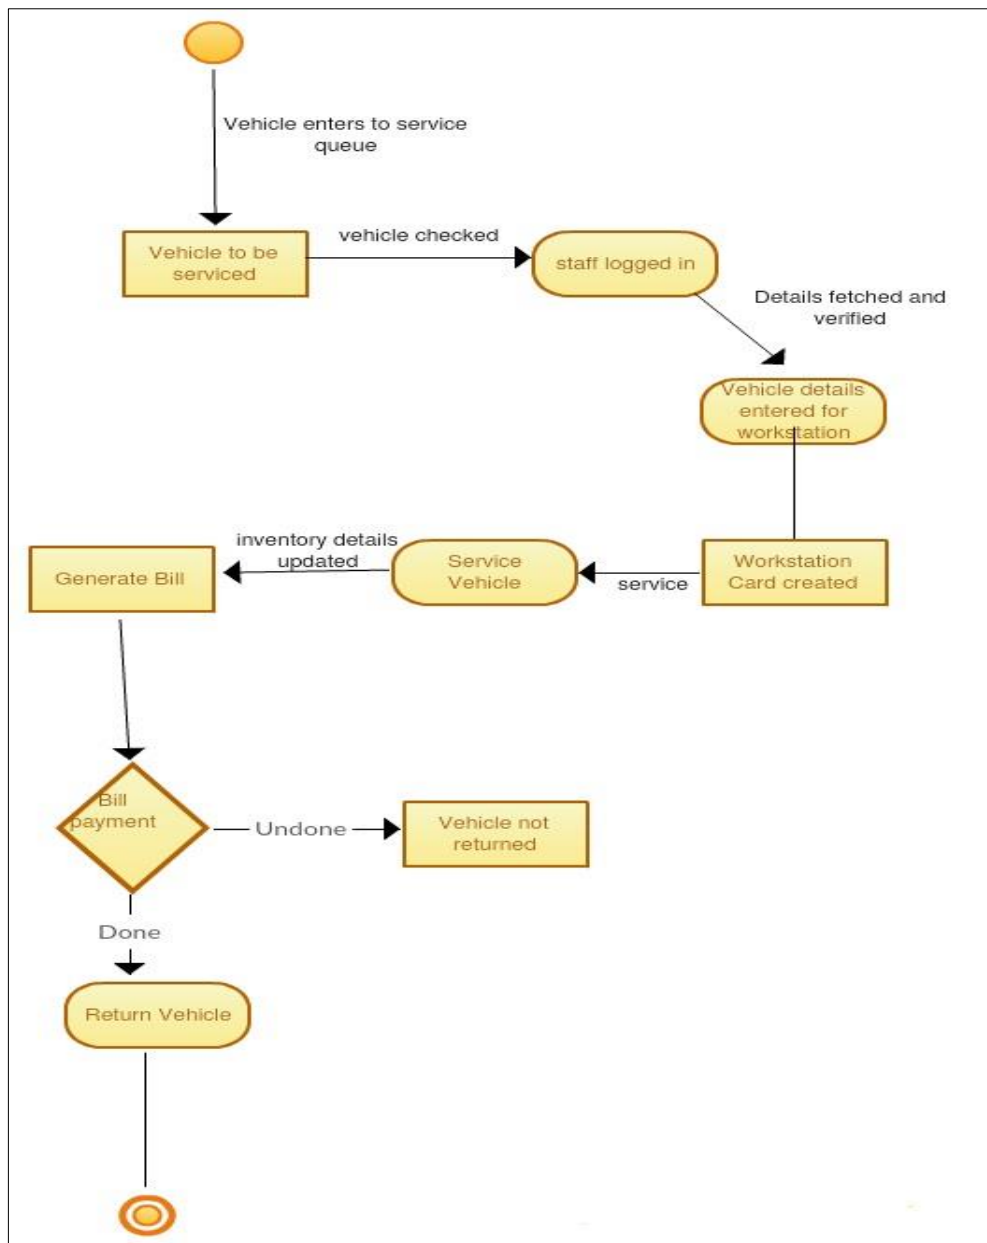 Vehicle enters to service
queue
Vehicle to be
serviced
vehicle checked
staff logged in
Details fetched and
verified
Vehicle details
entered for
workstation
Workstation
Card created
service
Service
Vehicle
inventory details
updated
Generate Bill
Bill
payment
Undone
Vehicle not
returned
Done
Return Vehicle